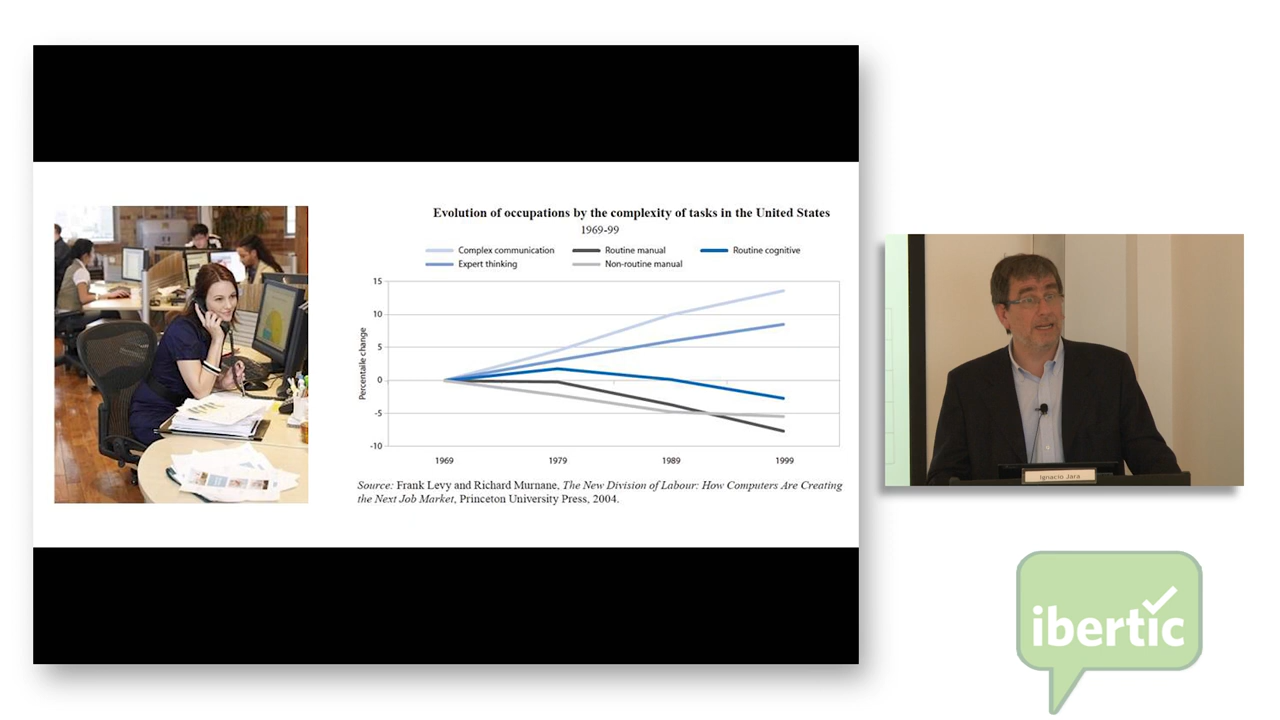 Evolution of occupations by the complexity of tasks in the United States
1969-99
Complex communication
Routine manual
Routine cognitive
Expert thinking
Non-routine manual
Percentaile change
15
10
5
0
-5
-10
1969
1979
1989
1999
Source: Frank Levy and Richard Murnane, The New Division of Labour: How Computers Are Creating
the Next Job Market, Princeton University Press, 2004.
Ignacio Jara
ibertic